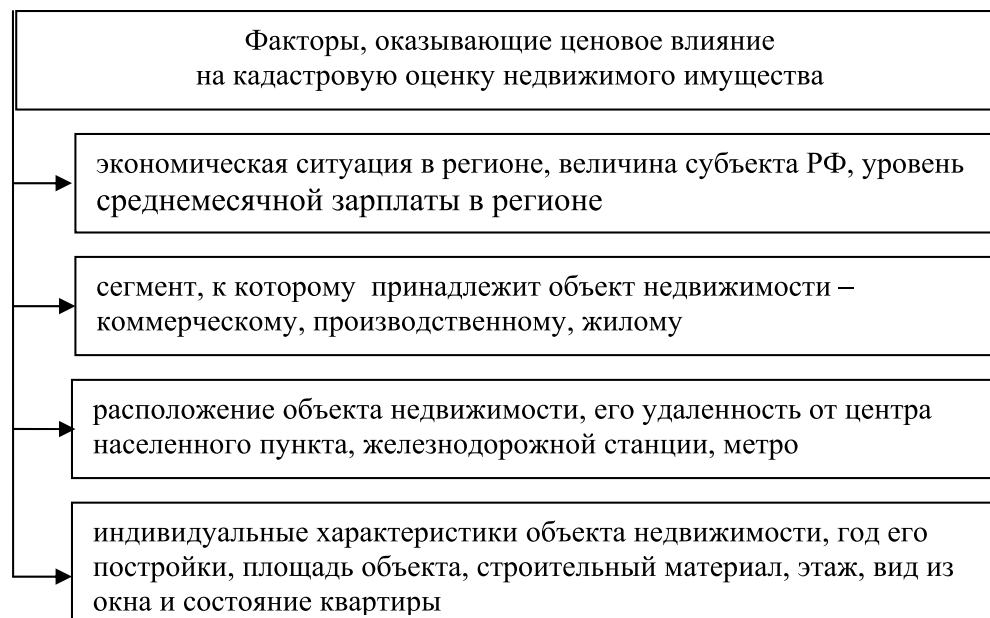 Факторы, оказывающие ценовое влияние
на кадастровую оценку недвижимого имущества
экономическая ситуация в регионе, величина субъекта РФ, уровень
среднемесячной зарплаты в регионе
сегмент, к которому принадлежит объект недвижимости –
коммерческому, производственному, жилому
расположение объекта недвижимости, его удаленность от центра
населенного пункта, железнодорожной станции, метро
индивидуальные характеристики объекта недвижимости, год его
постройки, площадь объекта, строительный материал, этаж, вид из
окна и состояние квартиры